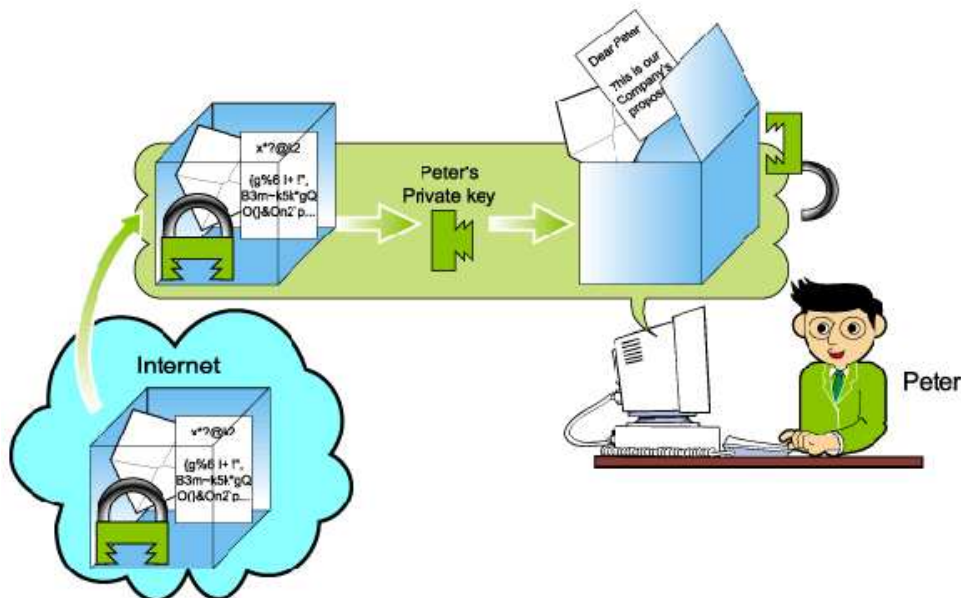 Dear Peter
This is our
Company's
x*?@k2
{g%6 I+ !",
B3m~k5k*gQ
O(}&On2`p....
Peter's
Private key
Internet
x*?@k2
{g%6 I+ !",
B3m~k5k*gQ
O(}&On2`p....
Peter